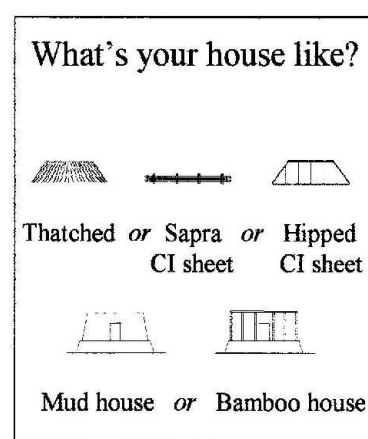 What's your house like?
Thatched or Sapra or Hipped
CI sheet CI sheet
Mud house or Bamboo house